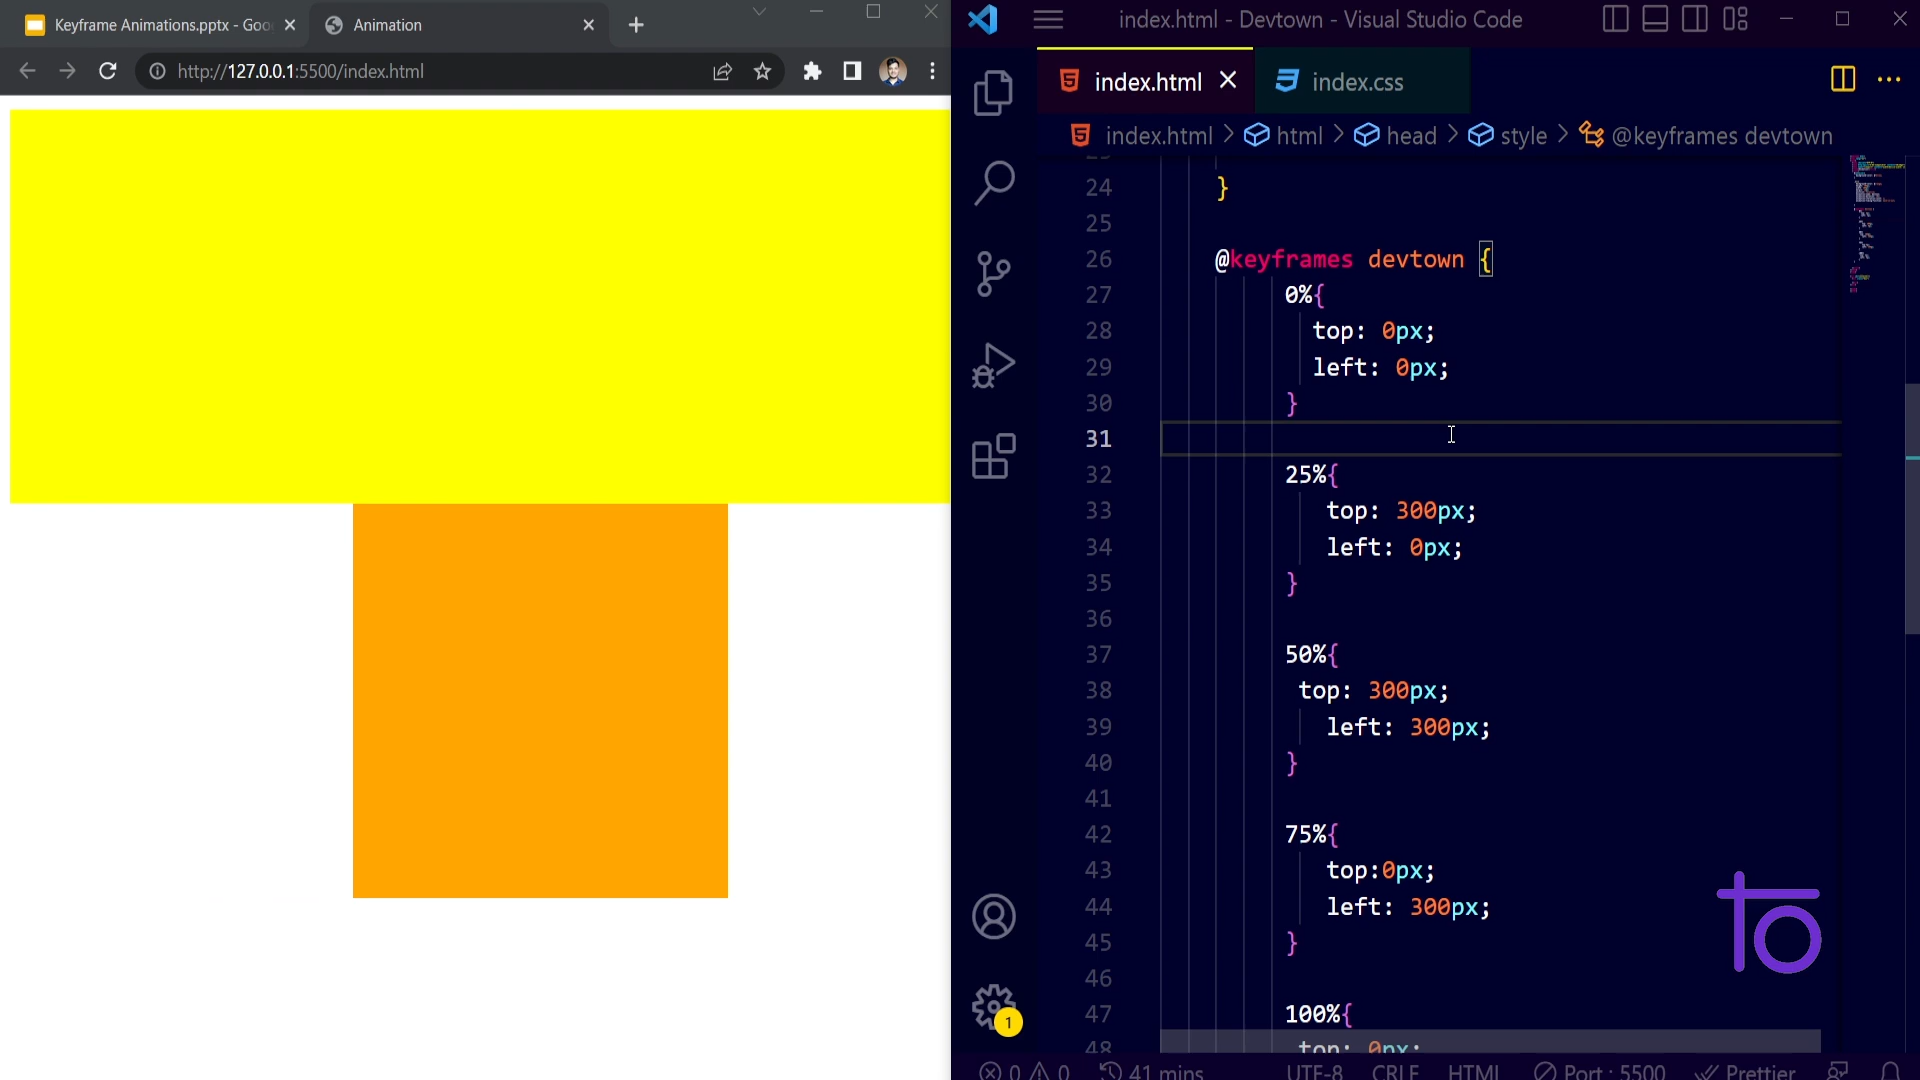 Keyframe Animations.pptx - Goo
Animation
http://127.0.0.1:5500/index.html
index.html - Devtown - Visual Studio Code
index.html
index.css
index.html > html > head > style > @keyframes devtown
24 }
25
26 @keyframes devtown {
27 0%{
28 top: 0px;
29 left: 0px;
30 }
31
32 25%{
33 top: 300px;
34 left: 0px;
35 }
36
37 50%{
38 top: 300px;
39 left: 300px;
40 }
41
42 75%{
43 top:0px;
44 left: 300px;
45 }
46
47 100%{
48 top: 0px;
1
0 0 41 mins UTF-8 CRLF HTML Port : 5500 Prettier
to